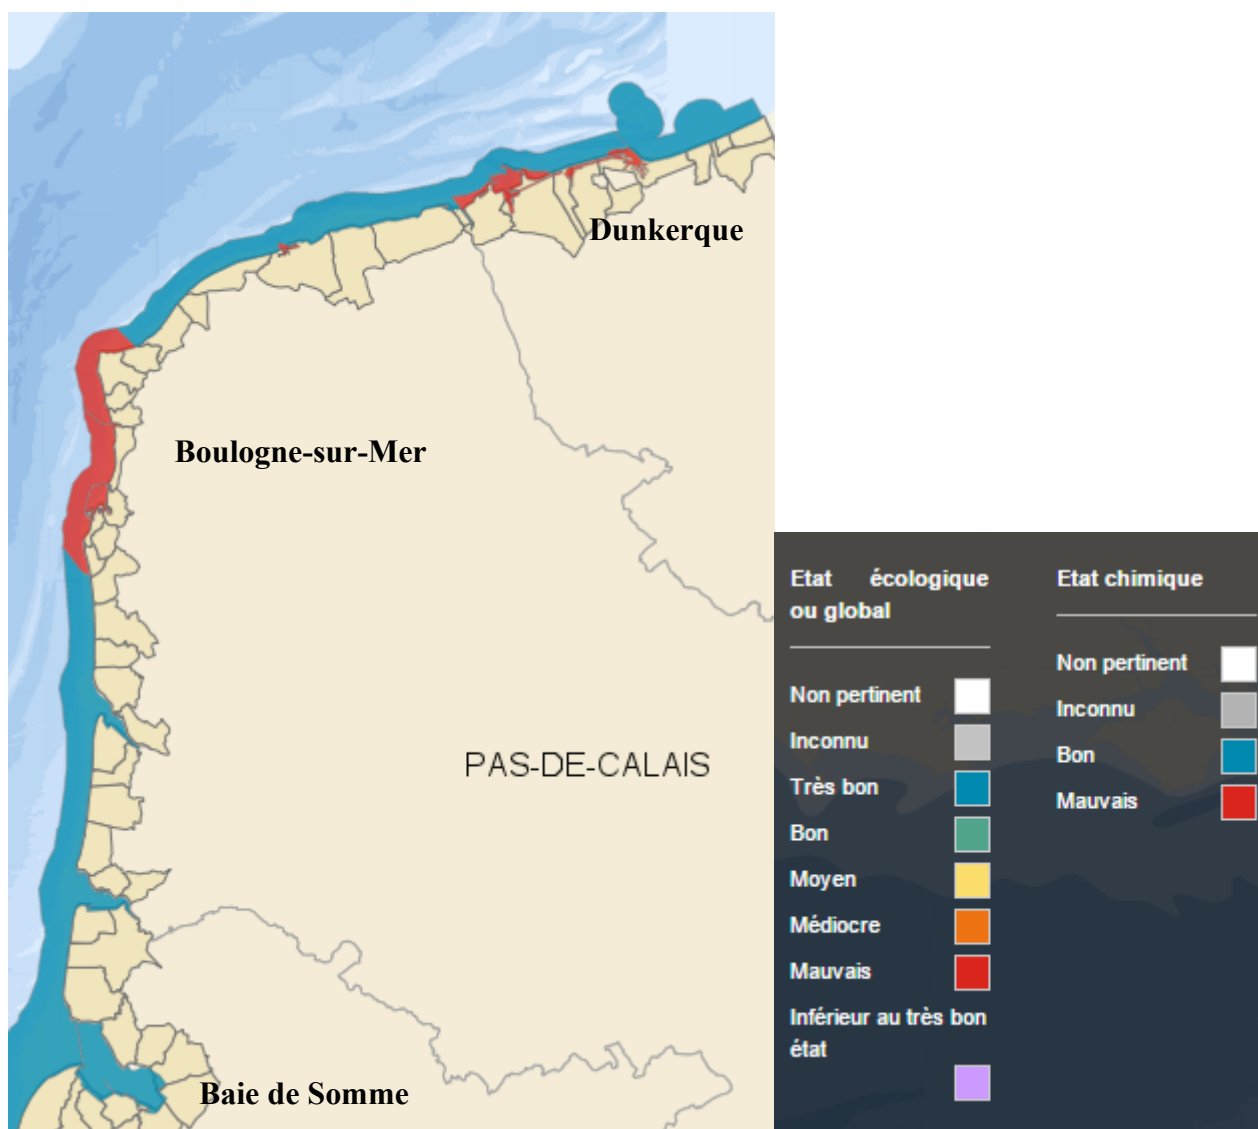 Dunkerque
Boulogne-sur-Mer
PAS-DE-CALAIS
Baie de Somme
Etat écologique
ou global
Non pertinent
Inconnu
Très bon
Bon
Moyen
Médiocre
Mauvais
Inférieur au très bon
état
Etat chimique
Non pertinent
Inconnu
Bon
Mauvais